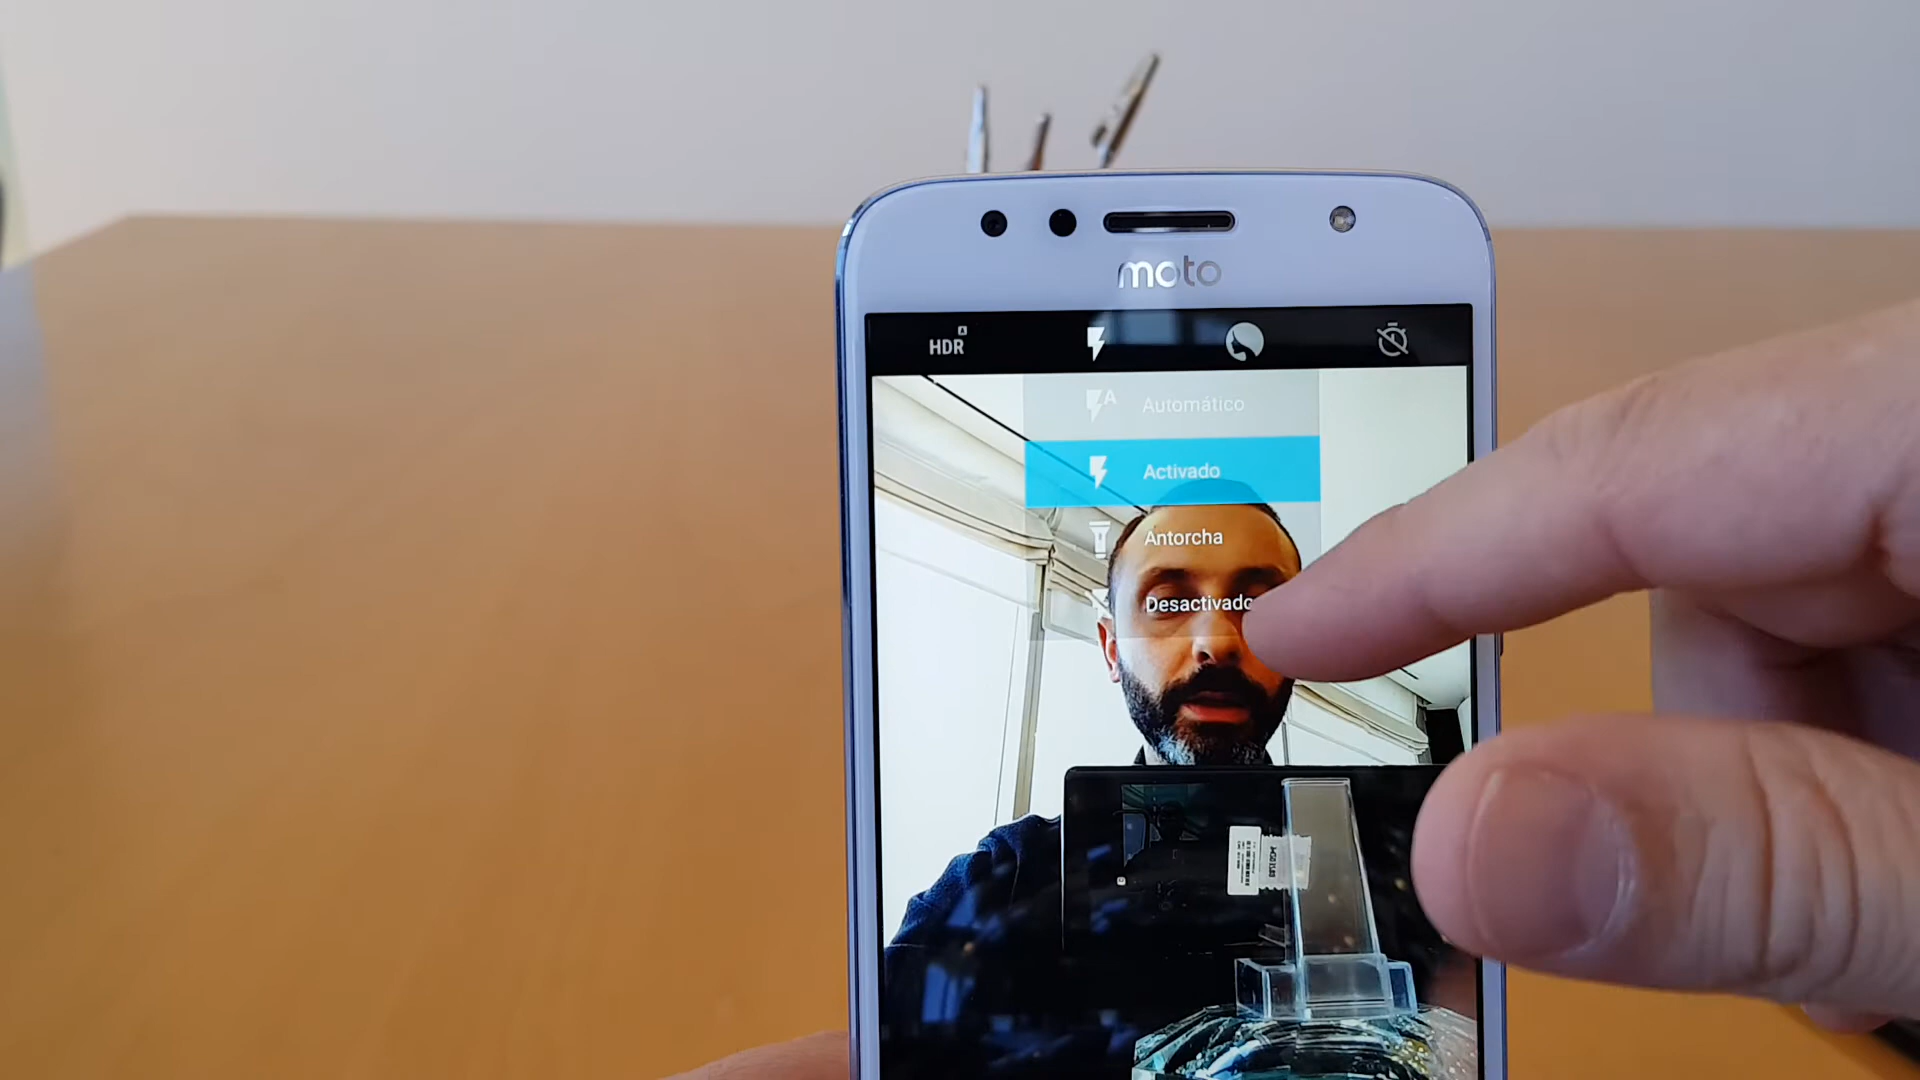 moto
HDR
A
Automático
Activado
Antorcha
Desactivado